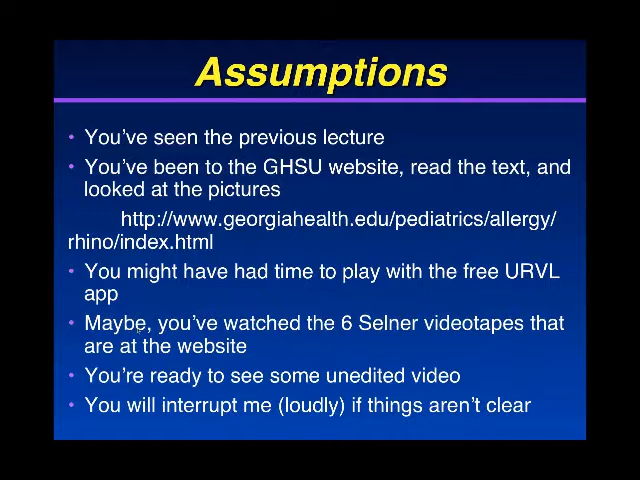 Assumptions
• You've seen the previous lecture
• You've been to the GHSU website, read the text, and
looked at the pictures
http://www.georgiahealth.edu/pediatrics/allergy/
rhino/index.html
• You might have had time to play with the free URVL
app
• Maybe, you've watched the 6 Selner videotapes that
are at the website
• You're ready to see some unedited video
• You will interrupt me (loudly) if things aren't clear